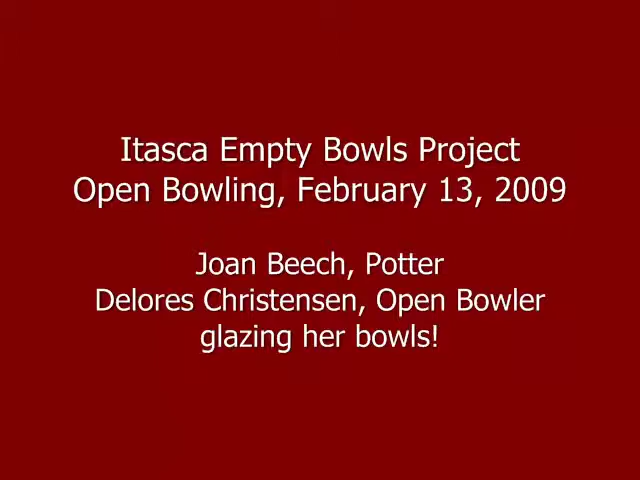 Itasca Empty Bowls Project
Open Bowling, February 13, 2009
Joan Beech, Potter
Delores Christensen, Open Bowler
glazing her bowls!